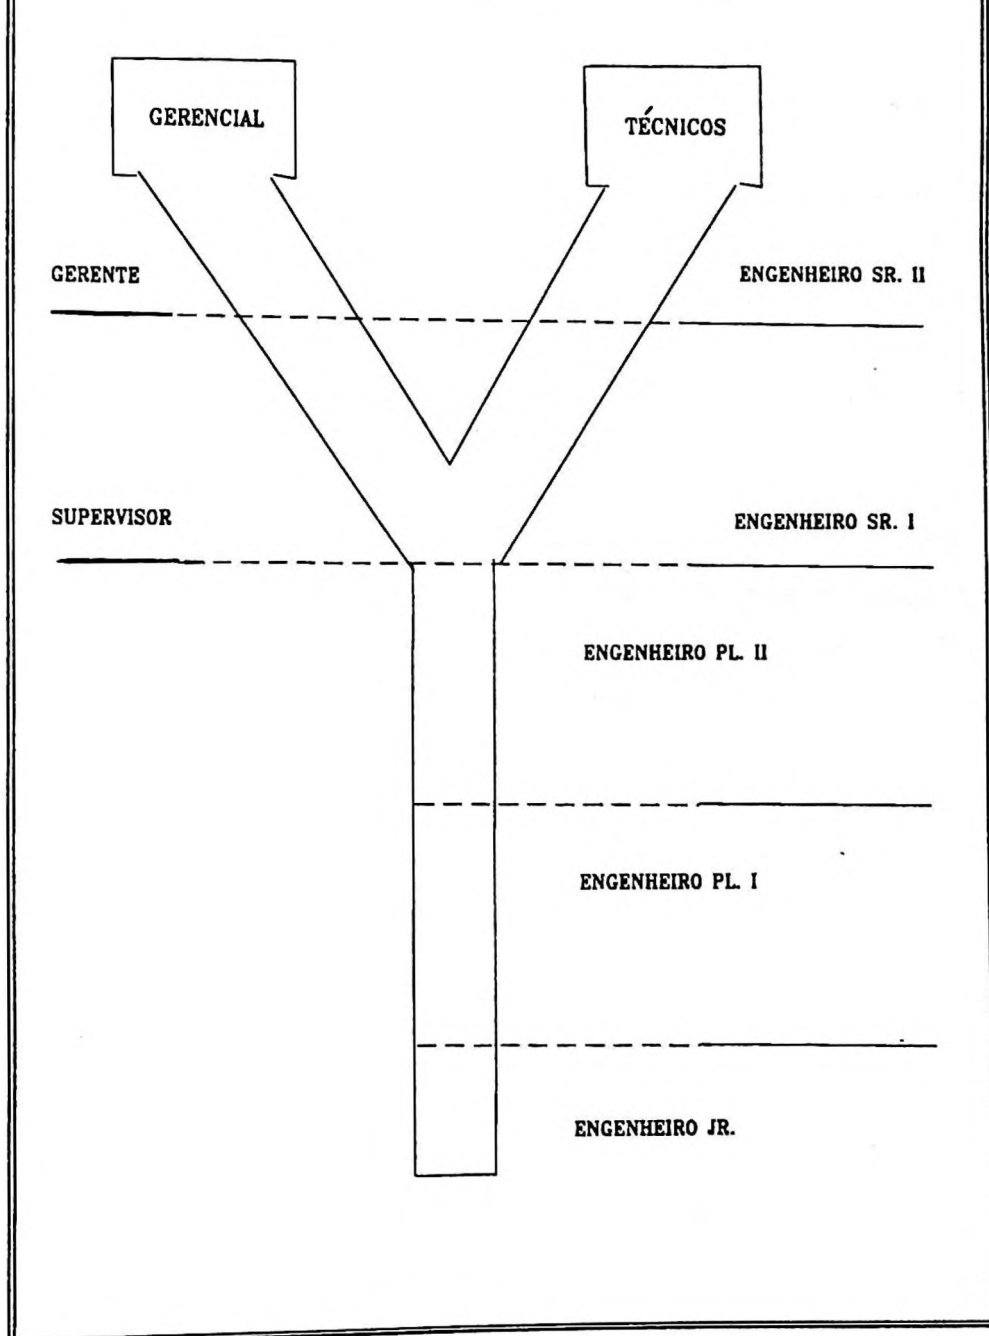 GERENCIAL
TÉCNICOS
GERENTE
ENGENHEIRO SR. II
SUPERVISOR
ENGENHEIRO SR. I
ENGENHEIRO PL. II
ENGENHEIRO PL. I
ENGENHEIRO JR.